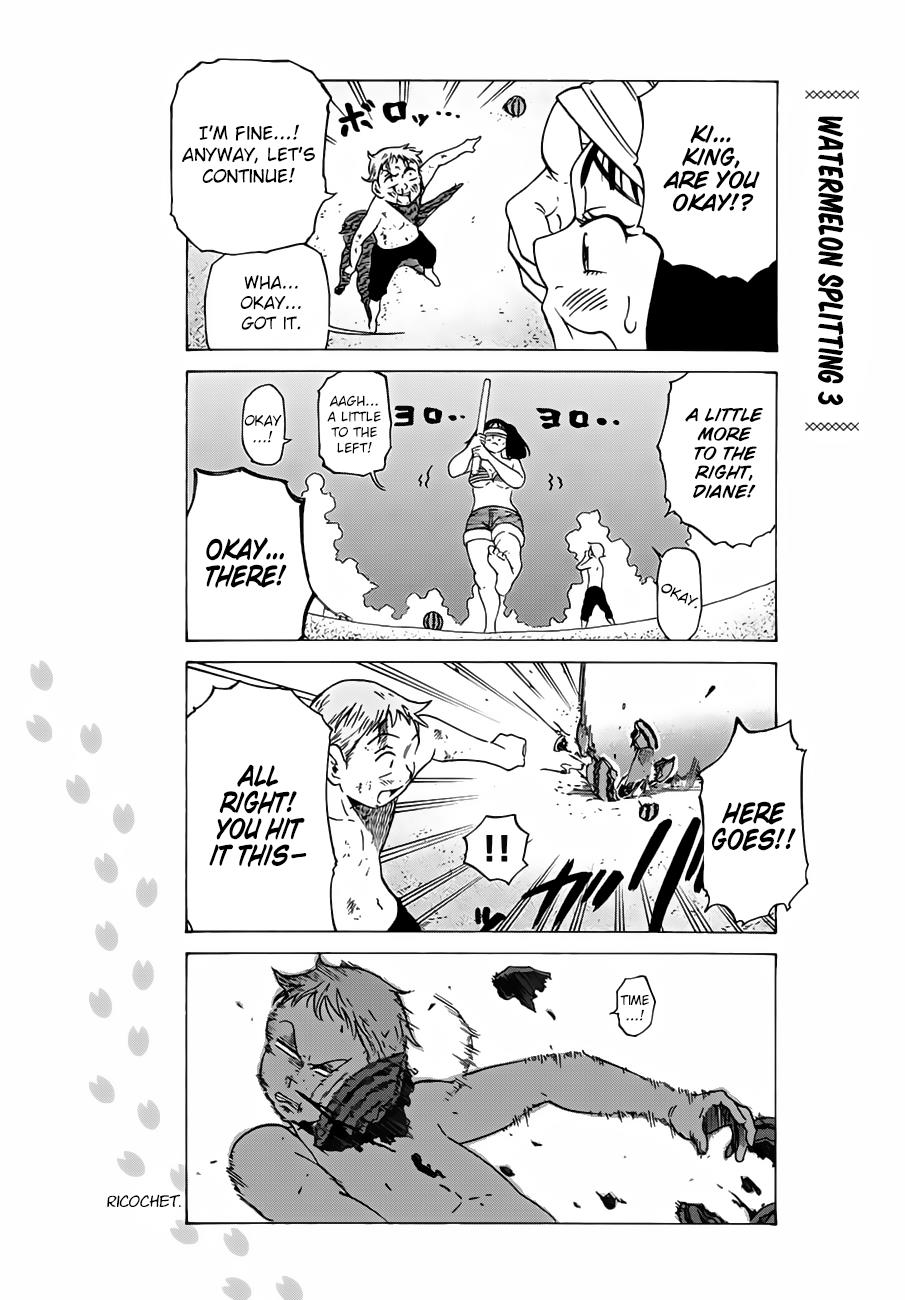 WATERMELON SPLITTING 3
KI...
KING,
ARE YOU
OKAY!?
ボロッ…
I'M FINE...!
ANYWAY, LET'S
CONTINUE!
WHA...
OKAY...
GOT IT.
A LITTLE
MORE
TO THE
RIGHT,
DIANE!
OKAY.
ヨロ‥
ヨロ‥
AAGH...
A LITTLE
TO THE
LEFT!
OKAY
...!
OKAY...
THERE!
HERE
GOES!!
!!
ガッ
ALL
RIGHT!
YOU HIT
IT THIS–
TIME
...!
RICOCHET.